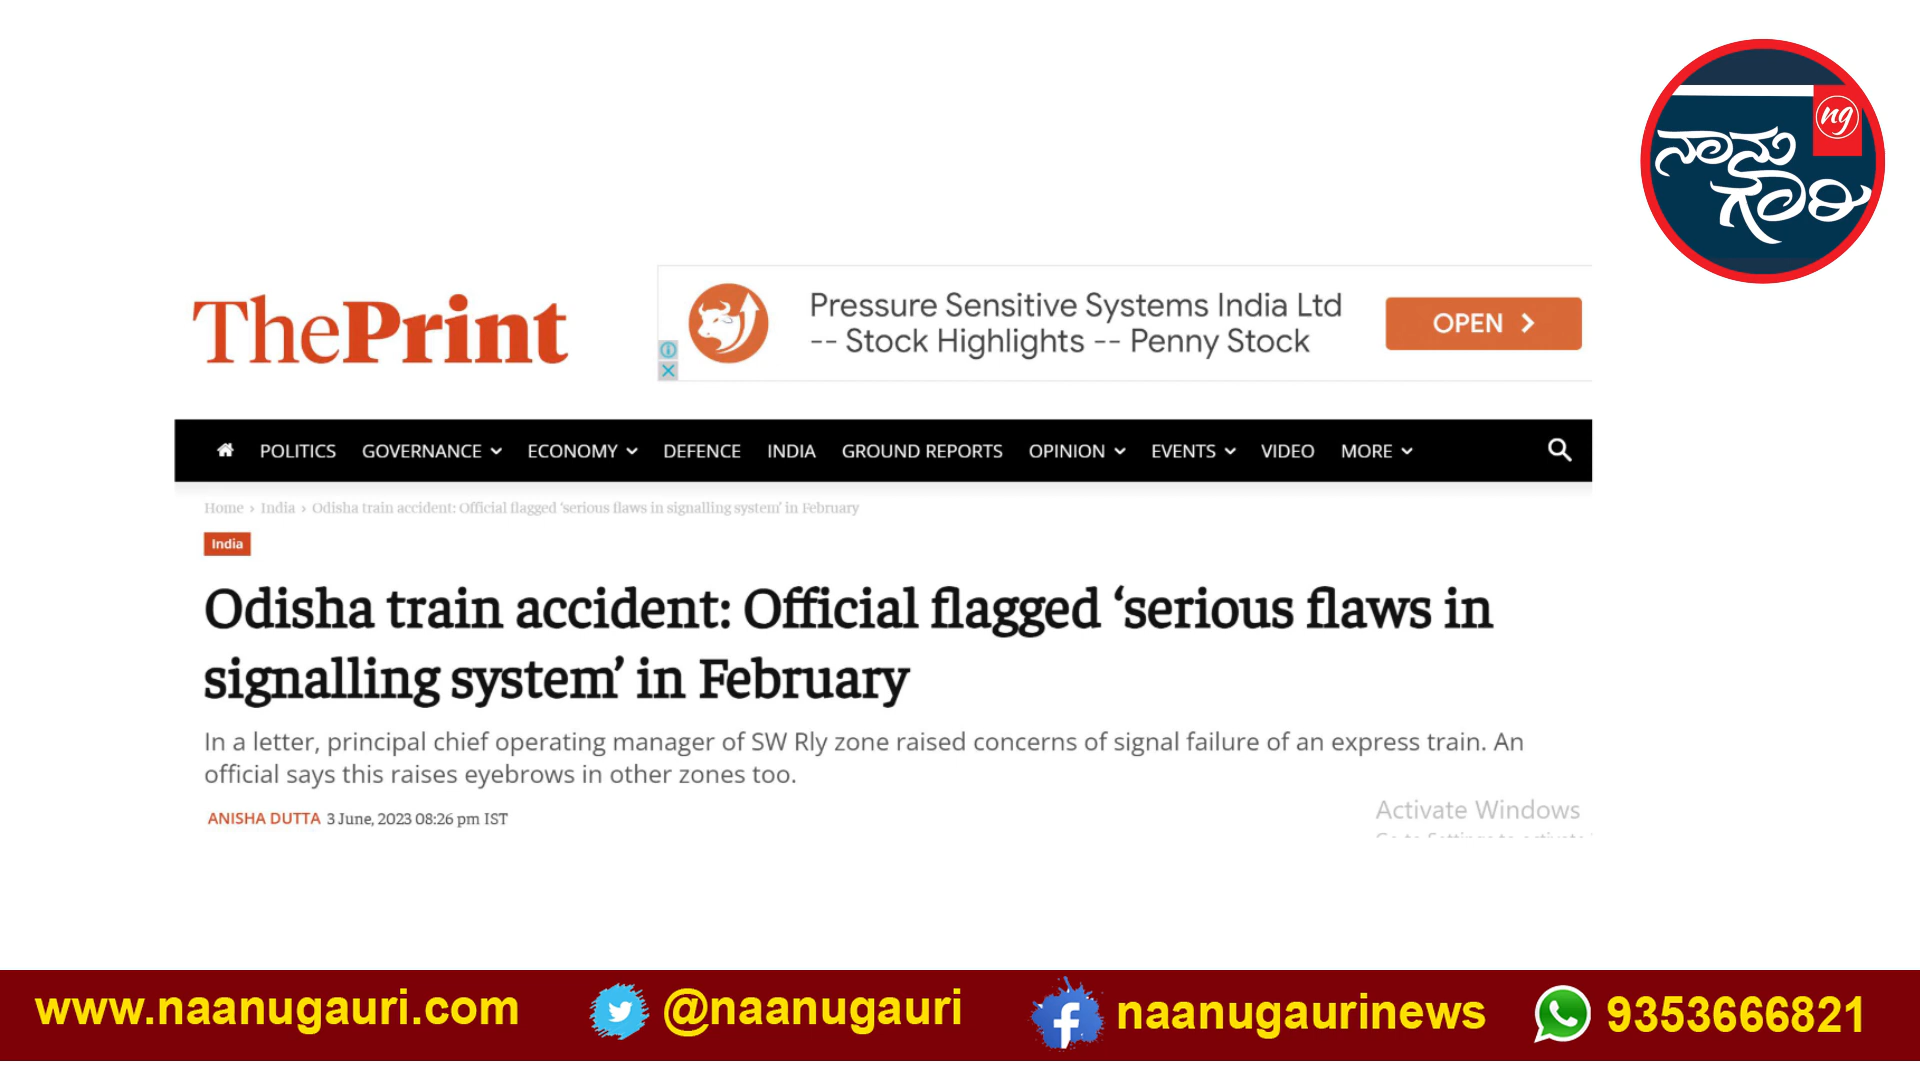 ng
ನಾನು
ಗೌರಿ
ThePrint
Pressure Sensitive Systems India Ltd
-- Stock Highlights -- Penny Stock
OPEN
POLITICS GOVERNANCE ECONOMY DEFENCE INDIA GROUND REPORTS OPINION EVENTS VIDEO MORE
Home › India › Odisha train accident: Official flagged ‘serious flaws in signalling system’ in February
India
Odisha train accident: Official flagged ‘serious flaws in
signalling system’ in February
In a letter, principal chief operating manager of SW Rly zone raised concerns of signal failure of an express train. An
official says this raises eyebrows in other zones too.
ANISHA DUTTA 3 June, 2023 08:26 pm IST
Activate Windows
www.naanugauri.com @naanugauri naanugaurinews 9353666821